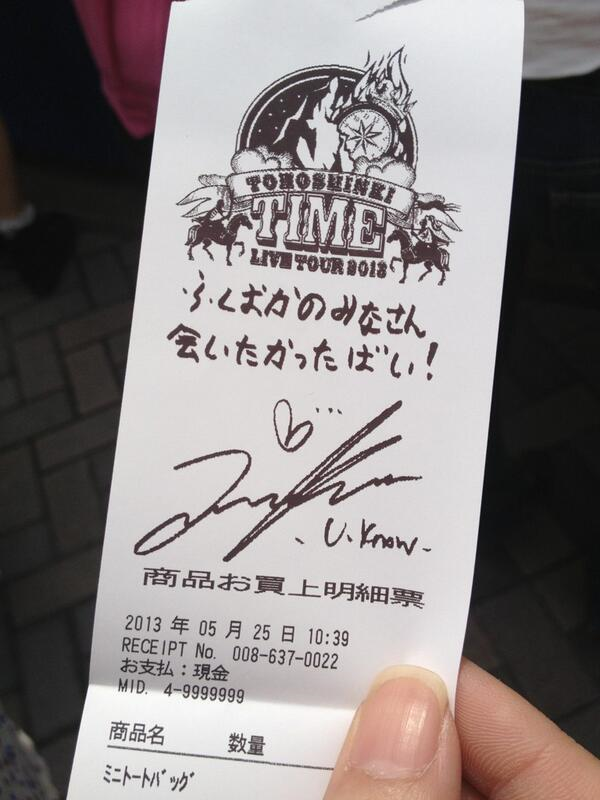 TOHOSHINKI
TIME
LIVE TOUR 2013
ふくおかのみなさん
会いたかったばい!
U-Know
商品お買上明細票
2013 年 05 月 25 日 10:39
RECEIPT No. 008-637-0022
お支払:現金
MID. 4-9999999
商品名 数量
ミニトートバッグ